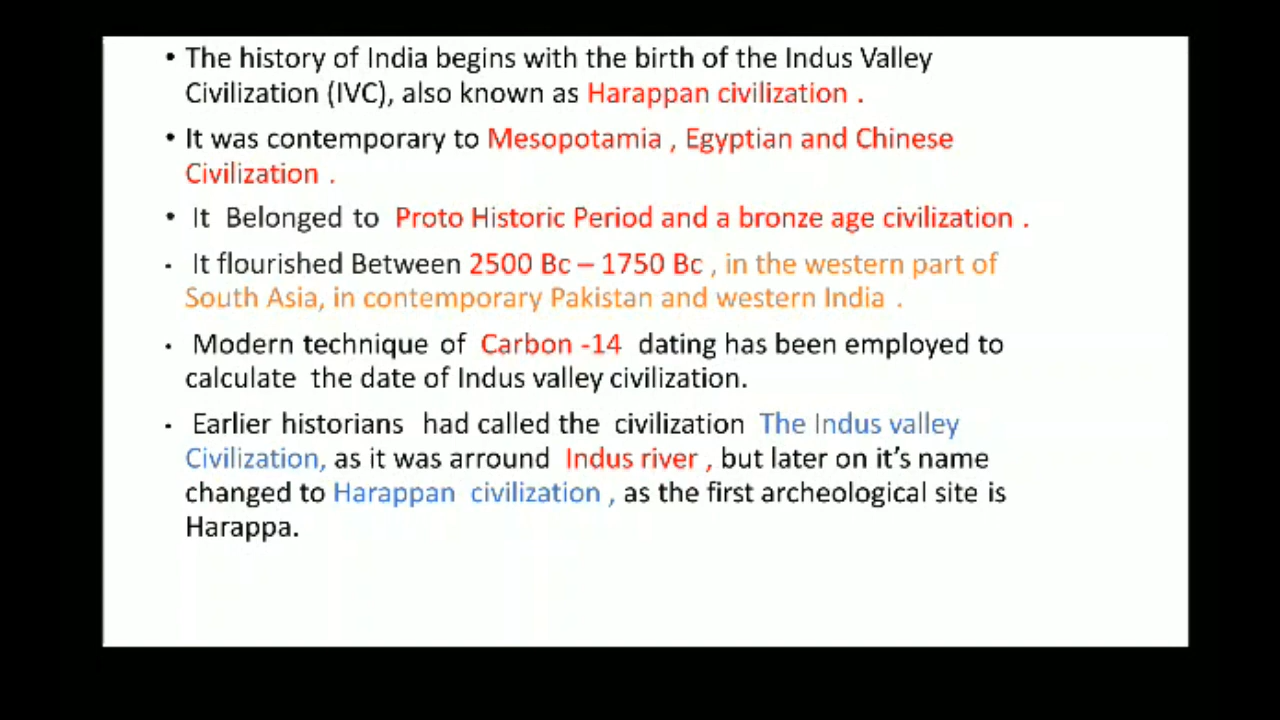 • The history of India begins with the birth of the Indus Valley
Civilization (IVC), also known as Harappan civilization .
• It was contemporary to Mesopotamia , Egyptian and Chinese
Civilization .
• It Belonged to Proto Historic Period and a bronze age civilization .
• It flourished Between 2500 Bc – 1750 Bc , in the western part of
South Asia, in contemporary Pakistan and western India .
• Modern technique of Carbon -14 dating has been employed to
calculate the date of Indus valley civilization.
• Earlier historians had called the civilization The Indus valley
Civilization, as it was arround Indus river , but later on it’s name
changed to Harappan civilization , as the first archeological site is
Harappa.